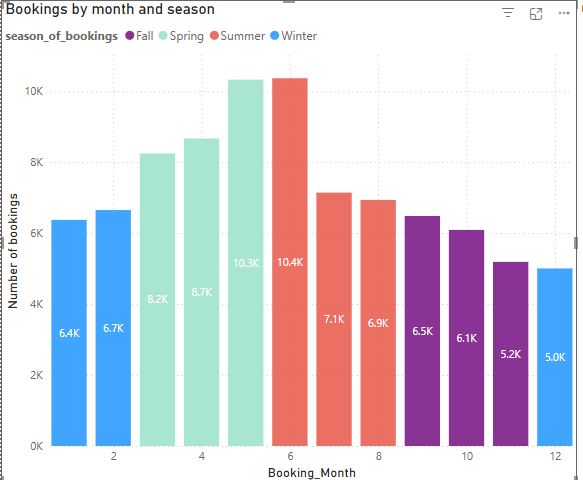 Bookings by month and season
season_of_bookings Fall Spring Summer Winter
Number of bookings
10K
8K
6K
4K
2K
0K
6.4K
6.7K
8.2K
8.7K
10.3K
10.4K
7.1K
6.9K
6.5K
6.1K
5.2K
5.0K
2 4 6 8 10 12
Booking_Month